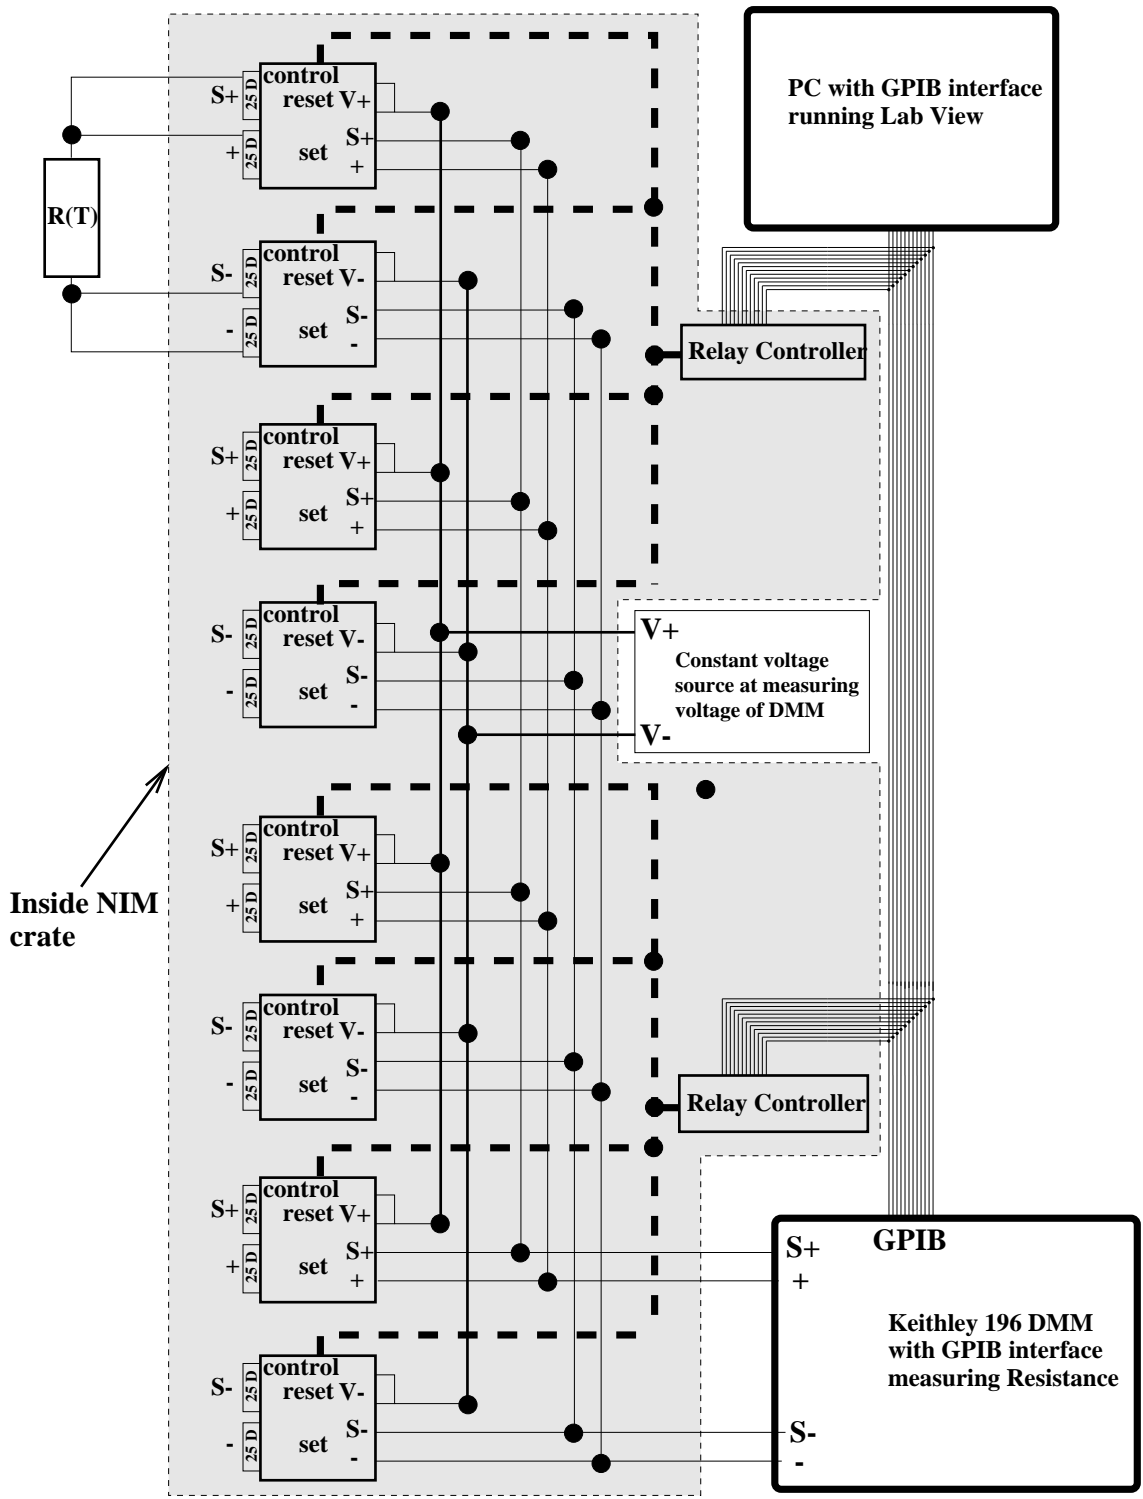 PC with GPIB interface
running Lab View
S+
25 D
control
reset V+
S+
+
25 D
set
+
R(T)
S-
25 D
control
reset V-
S-
-
25 D
set
-
Relay Controller
S+
25 D
control
reset V+
S+
+
25 D
set
+
S-
25 D
control
reset V-
S-
-
25 D
set
-
V+
Constant voltage
source at measuring
voltage of DMM
V-
S+
25 D
control
reset V+
S+
+
25 D
set
+
Inside NIM
crate
S-
25 D
control
reset V-
S-
-
25 D
set
-
Relay Controller
S+
25 D
control
reset V+
S+
+
25 D
set
+
GPIB
S+
+
Keithley 196 DMM
with GPIB interface
measuring Resistance
S-
-
S-
25 D
control
reset V-
S-
-
25 D
set
-